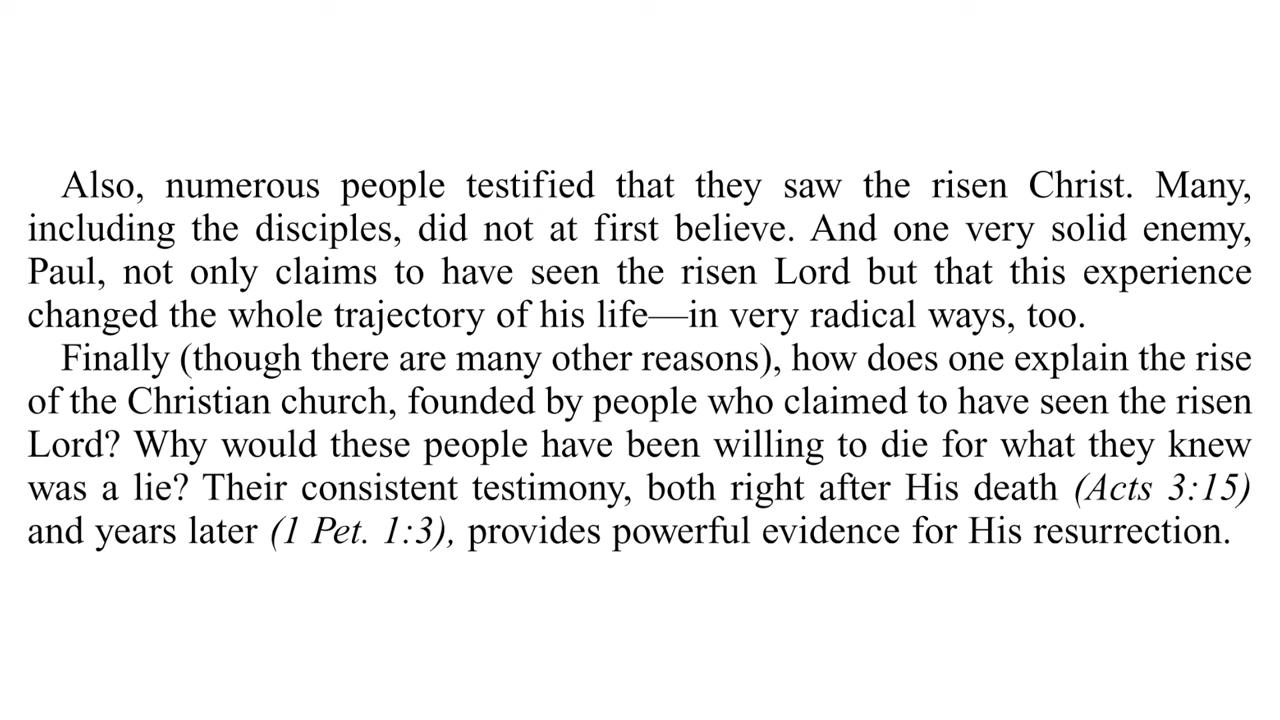 Also, numerous people testified that they saw the risen Christ. Many,
including the disciples, did not at first believe. And one very solid enemy,
Paul, not only claims to have seen the risen Lord but that this experience
changed the whole trajectory of his life—in very radical ways, too.
Finally (though there are many other reasons), how does one explain the rise
of the Christian church, founded by people who claimed to have seen the risen
Lord? Why would these people have been willing to die for what they knew
was a lie? Their consistent testimony, both right after His death (Acts 3:15)
and years later (1 Pet. 1:3), provides powerful evidence for His resurrection.